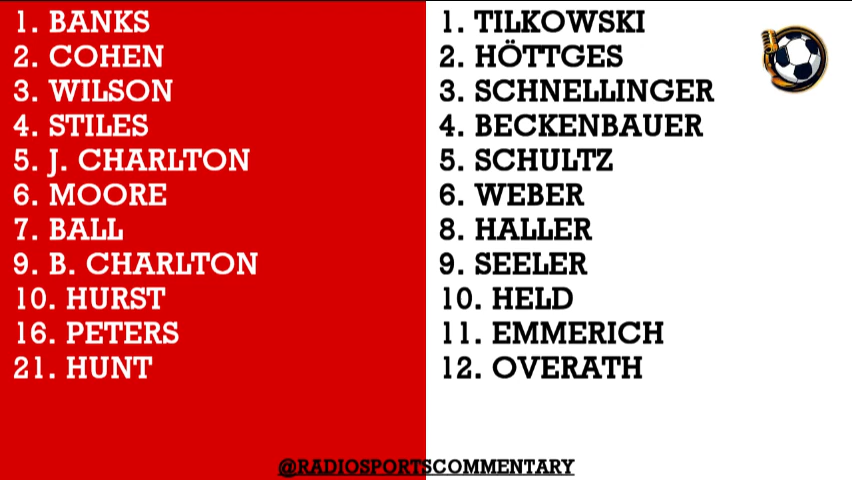 1. BANKS
2. COHEN
3. WILSON
4. STILES
5. J. CHARLTON
6. MOORE
7. BALL
9. B. CHARLTON
10. HURST
16. PETERS
21. HUNT
1. TILKOWSKI
2. HÖTTGES
3. SCHNELLINGER
4. BECKENBAUER
5. SCHULTZ
6. WEBER
8. HALLER
9. SEELER
10. HELD
11. EMMERICH
12. OVERATH
@RADIOSPORTSCOMMENTARY